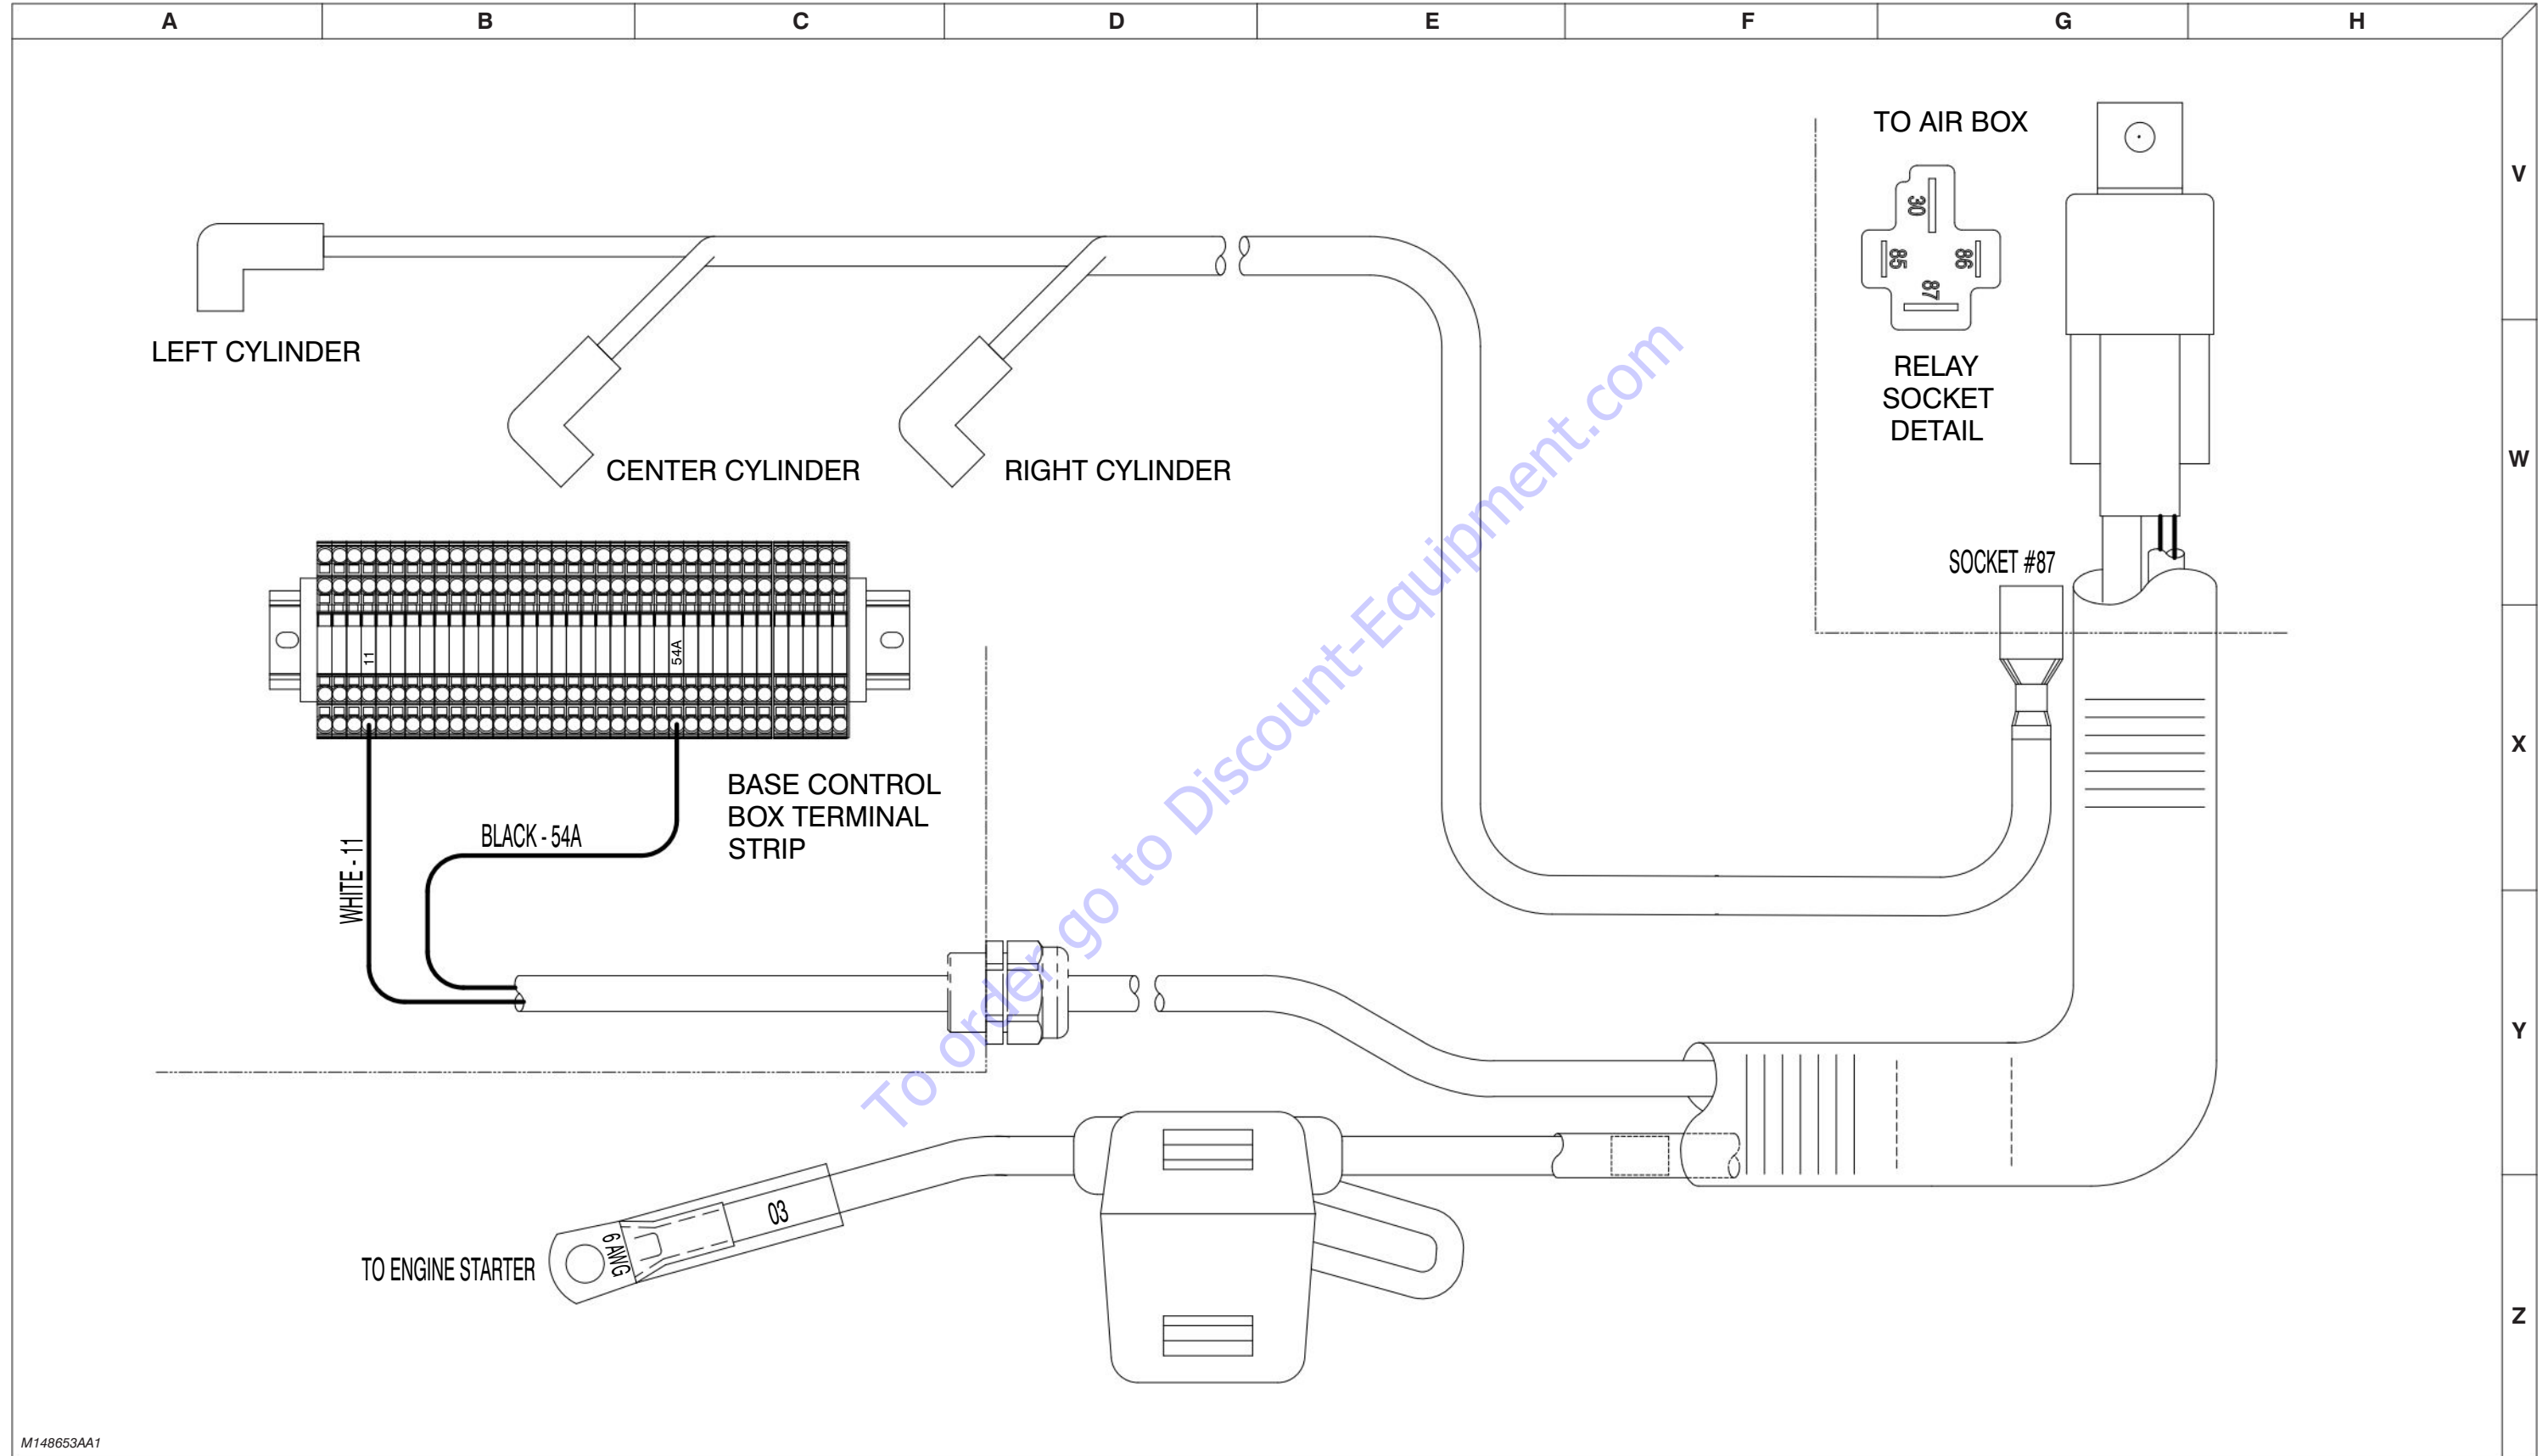 A B C D E F G H
V
W
X
Y
Z
TO AIR BOX
30
85
86
87
RELAY
SOCKET
DETAIL
LEFT CYLINDER
CENTER CYLINDER
RIGHT CYLINDER
SOCKET #87
11
54A
BASE CONTROL
BOX TERMINAL
STRIP
BLACK - 54A
WHITE - 11
03
6 AWG
TO ENGINE STARTER
To order go to Discount-Equipment.com
M148653AA1